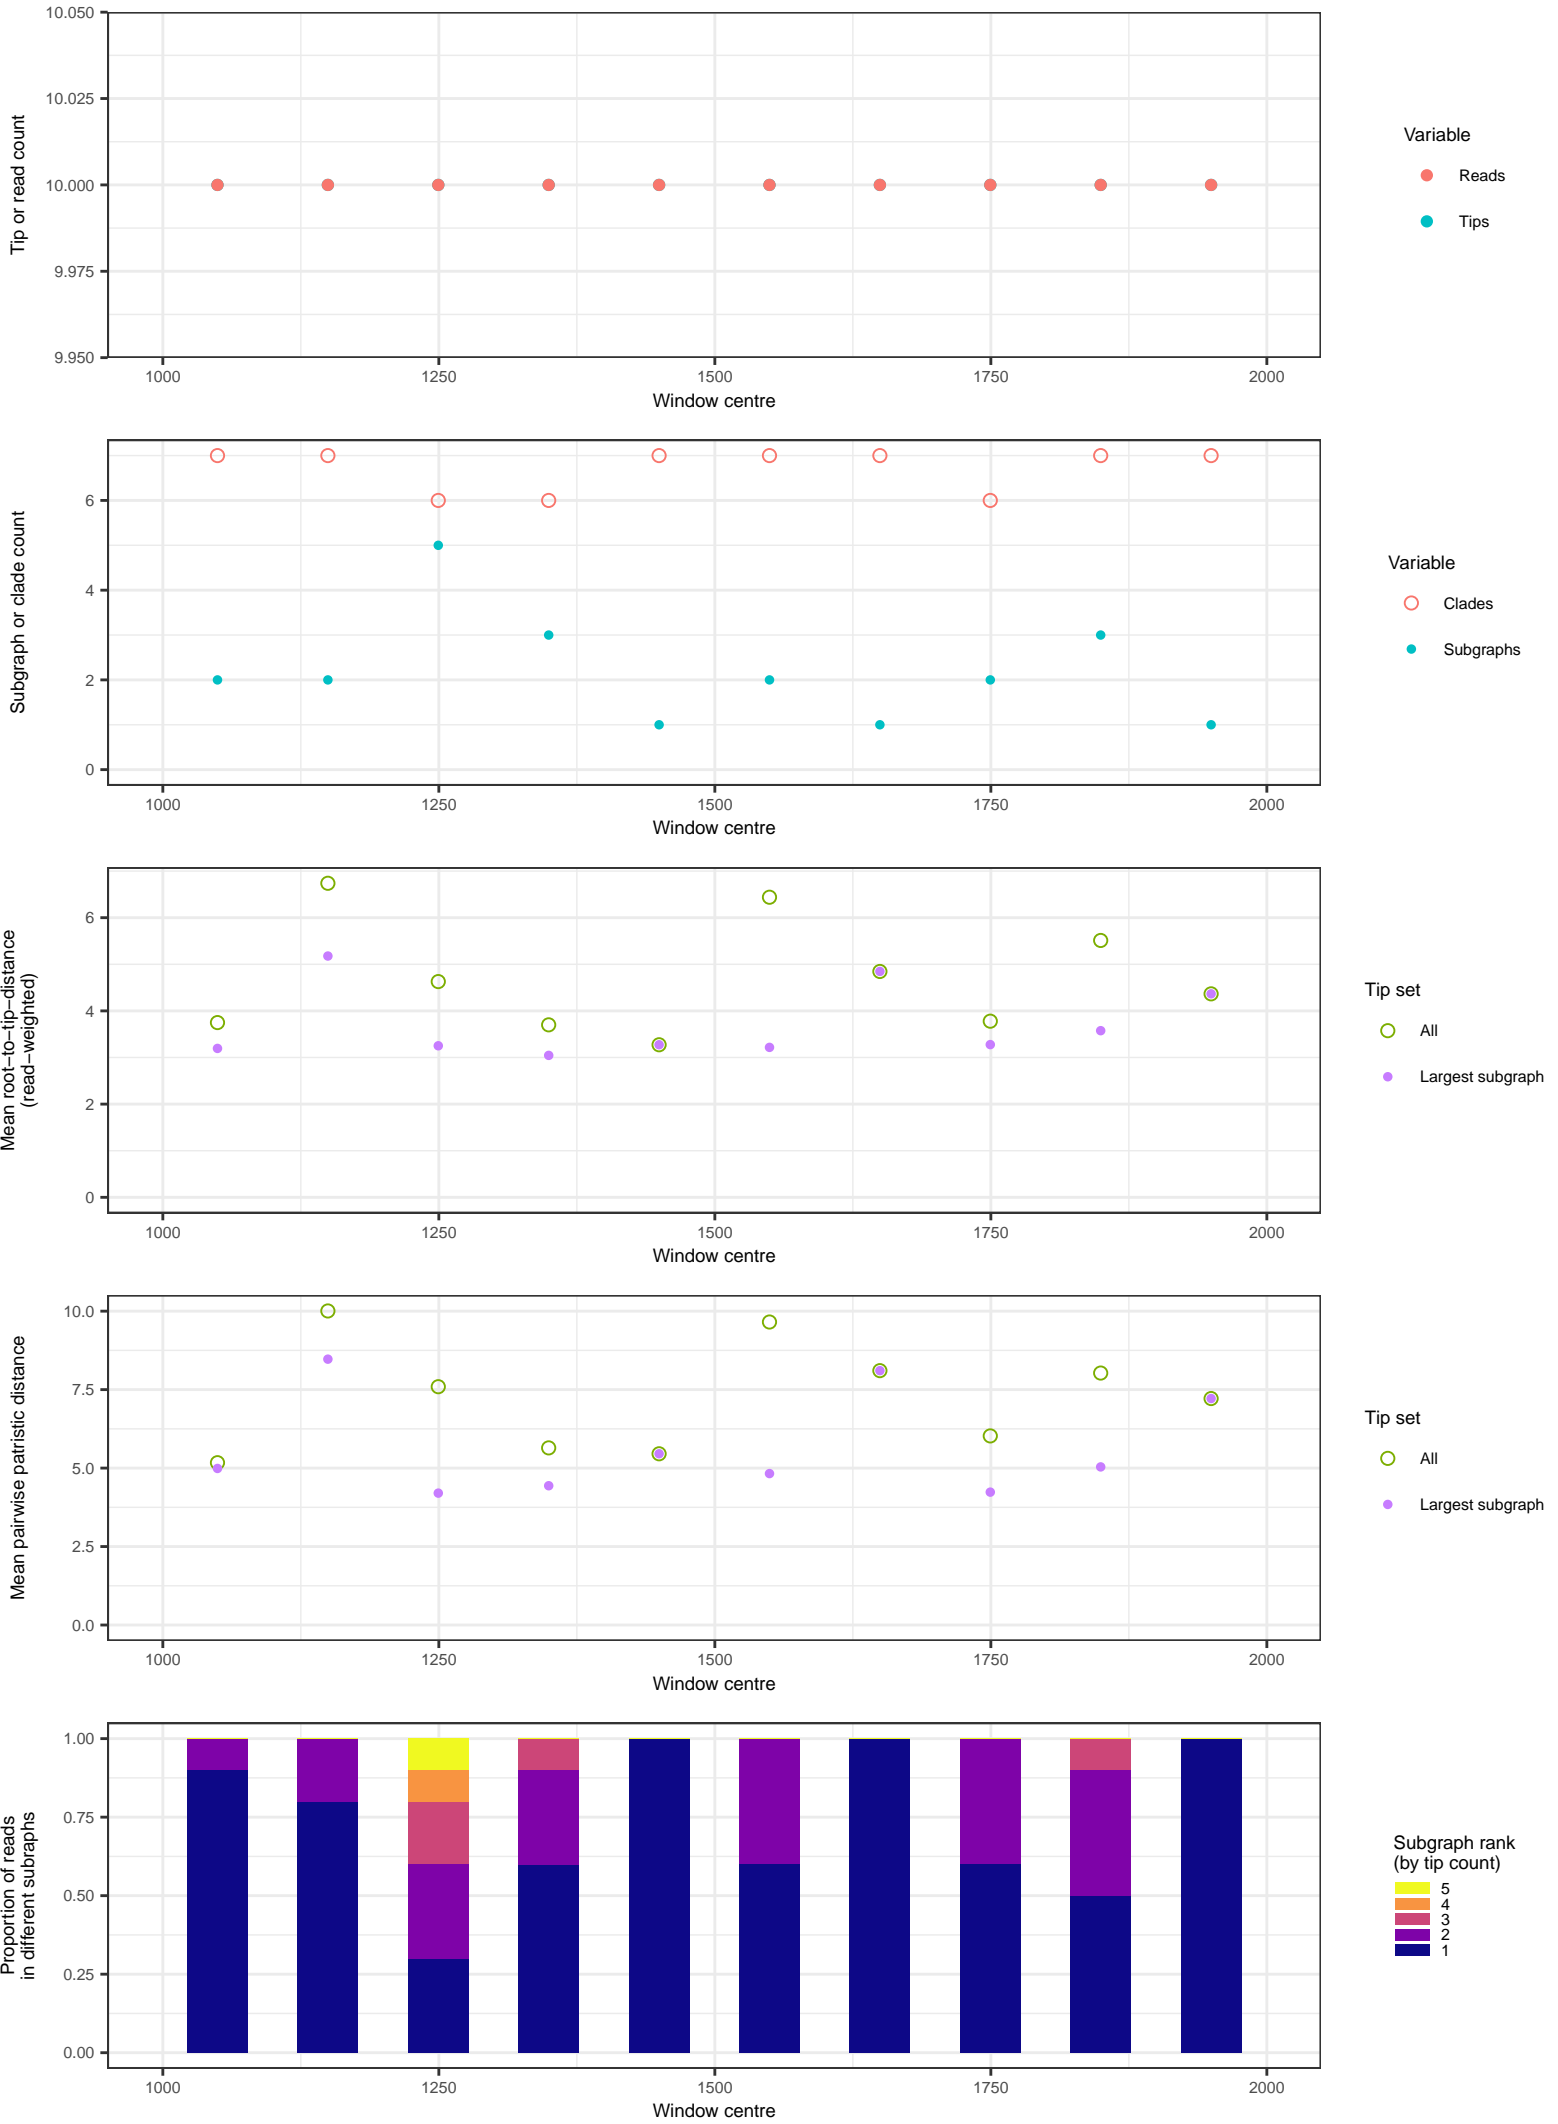 Tip or read count
10.050
10.025
10.000
9.975
9.950
1000 1250 1500 1750 2000
Window centre
Variable
Reads
Tips
Subgraph or clade count
6
4
2
0
1000 1250 1500 1750 2000
Window centre
Variable
Clades
Subgraphs
Mean root−to−tip−distance
(read−weighted)
6
4
2
0
1000 1250 1500 1750 2000
Window centre
Tip set
All
Largest subgraph
Mean pairwise patristic distance
10.0
7.5
5.0
2.5
0.0
1000 1250 1500 1750 2000
Window centre
Tip set
All
Largest subgraph
Proportion of reads
in different subraphs
1.00
0.75
0.50
0.25
0.00
1000 1250 1500 1750 2000
Window centre
Subgraph rank
(by tip count)
5
4
3
2
1